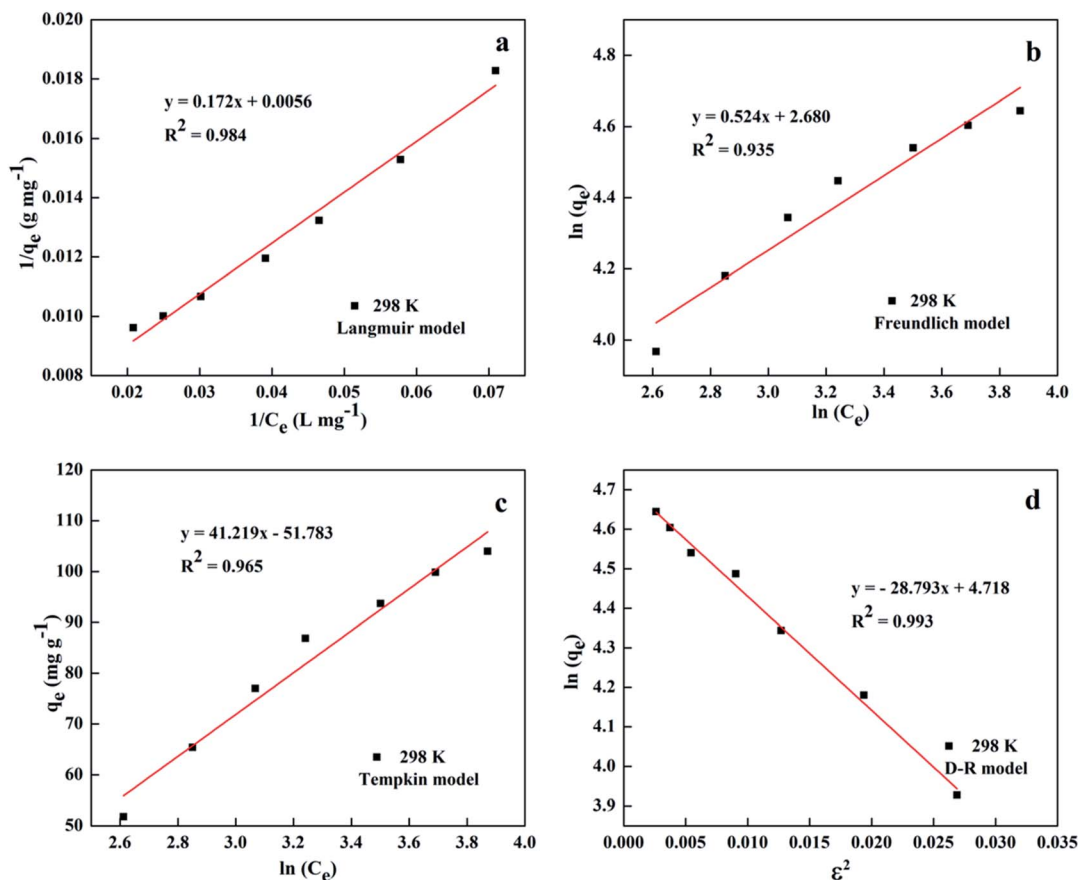 a
y = 0.172x + 0.0056
R² = 0.984
298 K
Langmuir model
0.020
0.018
0.016
0.014
0.012
0.010
0.008
1/qₑ (g mg⁻¹)
0.02 0.03 0.04 0.05 0.06 0.07
1/Cₑ (L mg⁻¹)
b
y = 0.524x + 2.680
R² = 0.935
298 K
Freundlich model
4.8
4.6
4.4
4.2
4.0
ln (qₑ)
2.6 2.8 3.0 3.2 3.4 3.6 3.8 4.0
ln (Cₑ)
c
y = 41.219x - 51.783
R² = 0.965
298 K
Tempkin model
120
110
100
90
80
70
60
50
qₑ (mg g⁻¹)
2.6 2.8 3.0 3.2 3.4 3.6 3.8 4.0
ln (Cₑ)
d
y = - 28.793x + 4.718
R² = 0.993
298 K
D-R model
4.7
4.6
4.5
4.4
4.3
4.2
4.1
4.0
3.9
ln (qₑ)
0.000 0.005 0.010 0.015 0.020 0.025 0.030 0.035
ε²